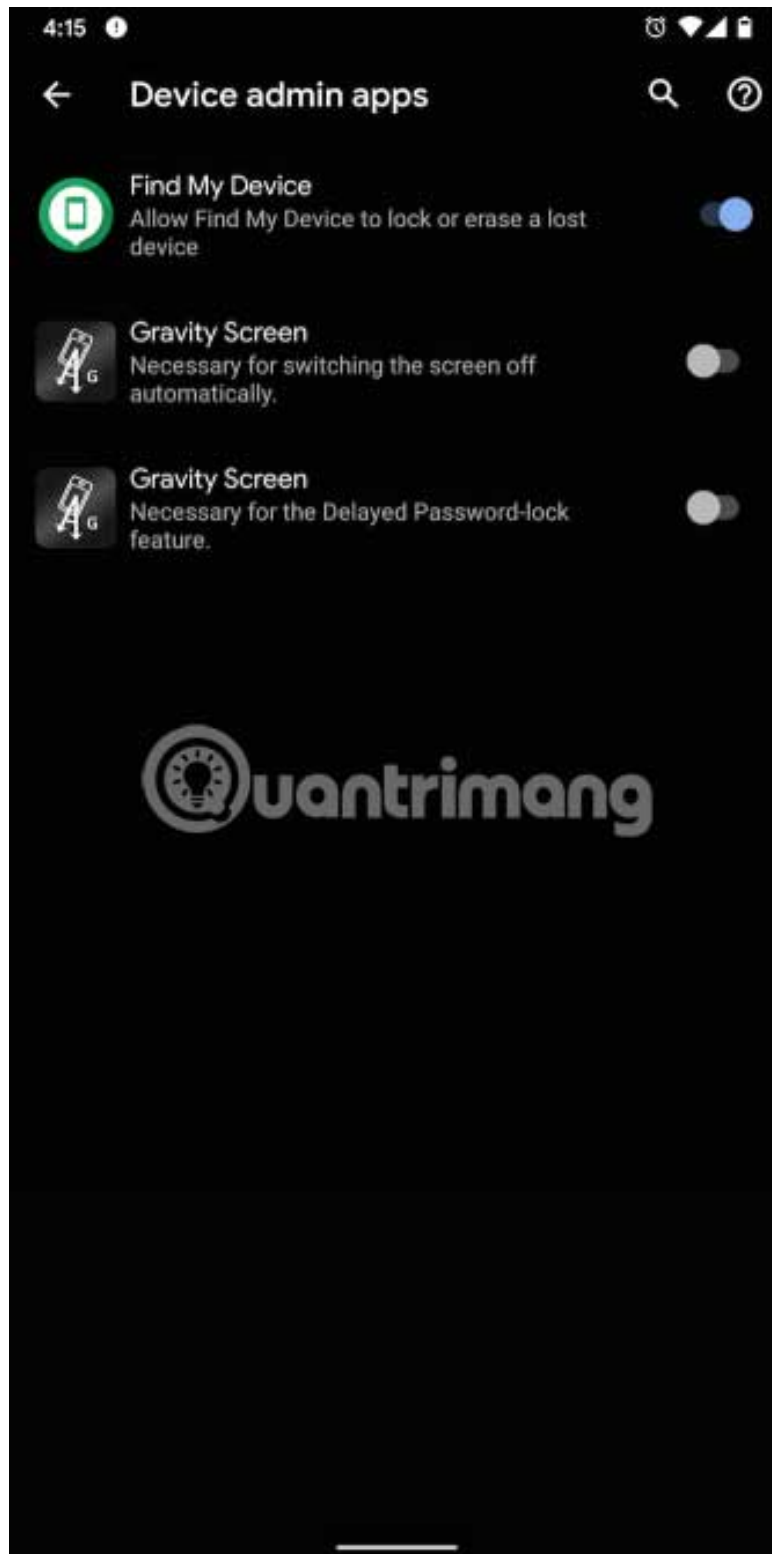 4:15
Device admin apps
Find My Device
Allow Find My Device to lock or erase a lost
device
Gravity Screen
Necessary for switching the screen off
automatically.
G
Gravity Screen
Necessary for the Delayed Password-lock
feature.
G
Quantrimang